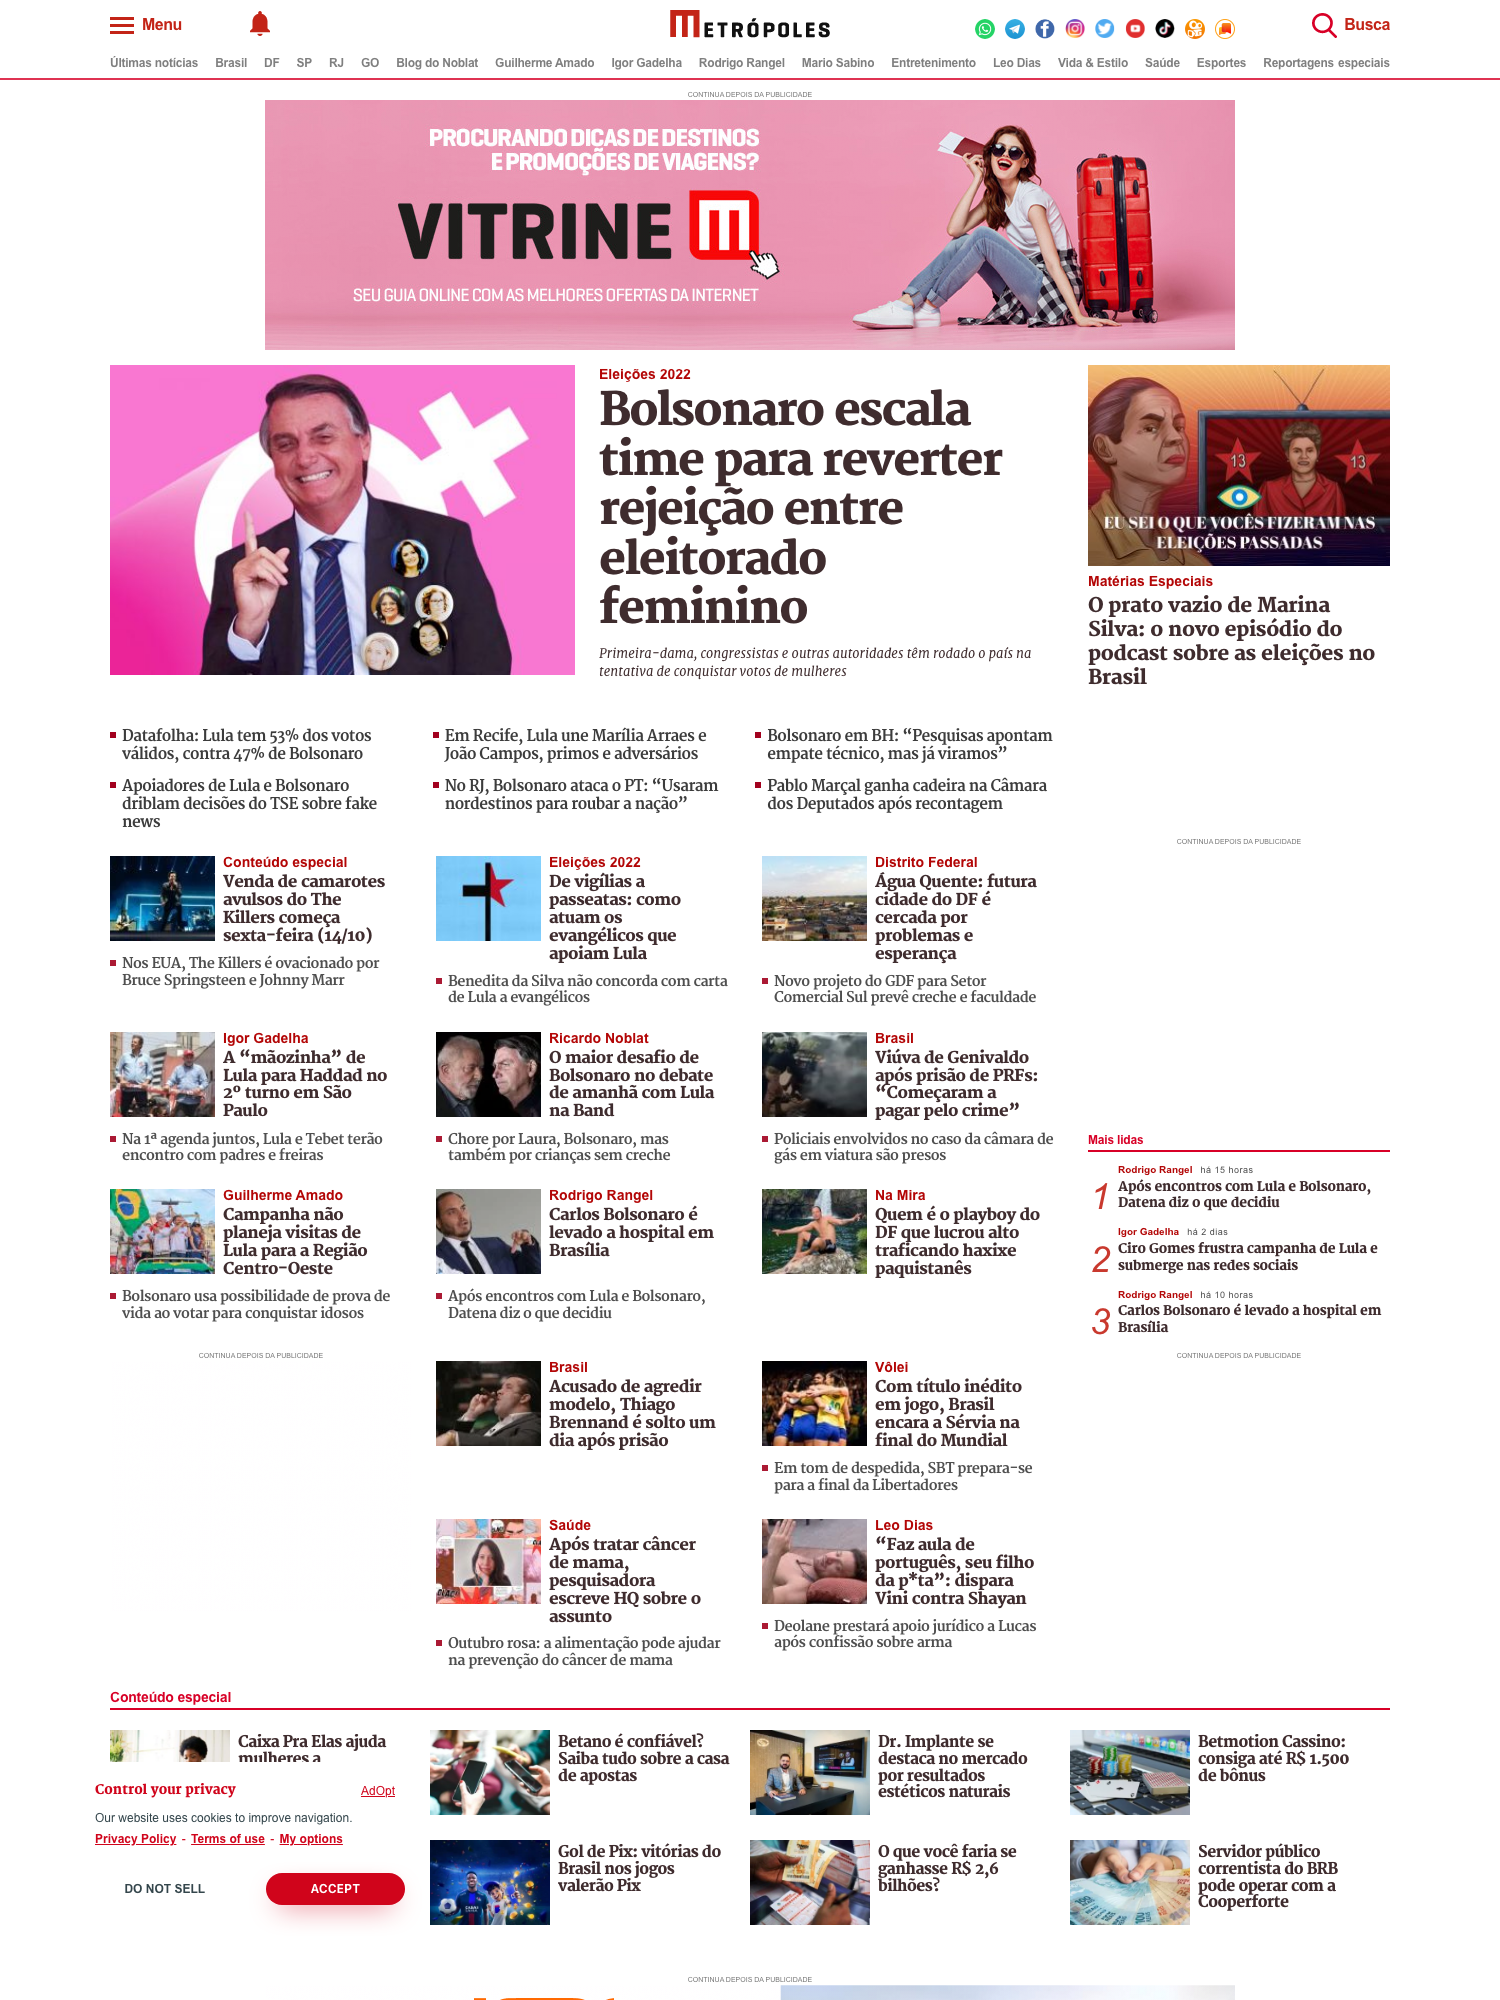 Menu
METRÓPOLES
Busca
Últimas notícias Brasil DF SP RJ GO Blog do Noblat Guilherme Amado Igor Gadelha Rodrigo Rangel Mario Sabino Entretenimento Leo Dias Vida & Estilo Saúde Esportes Reportagens especiais
CONTINUA DEPOIS DA PUBLICIDADE
PROCURANDO DICAS DE DESTINOS
E PROMOÇÕES DE VIAGENS?
VITRINE M
SEU GUIA ONLINE COM AS MELHORES OFERTAS DA INTERNET
Eleições 2022
Bolsonaro escala
time para reverter
rejeição entre
eleitorado
feminino
Primeira-dama, congressistas e outras autoridades têm rodado o país na
tentativa de conquistar votos de mulheres
13
13
EU SEI O QUE VOCÊS FIZERAM NAS
ELEIÇÕES PASSADAS
Matérias Especiais
O prato vazio de Marina
Silva: o novo episódio do
podcast sobre as eleições no
Brasil
Datafolha: Lula tem 53% dos votos
válidos, contra 47% de Bolsonaro
Em Recife, Lula une Marília Arraes e
João Campos, primos e adversários
Bolsonaro em BH: “Pesquisas apontam
empate técnico, mas já viramos”
Apoiadores de Lula e Bolsonaro
driblam decisões do TSE sobre fake
news
No RJ, Bolsonaro ataca o PT: “Usaram
nordestinos para roubar a nação”
Pablo Marçal ganha cadeira na Câmara
dos Deputados após recontagem
CONTINUA DEPOIS DA PUBLICIDADE
Conteúdo especial
Venda de camarotes
avulsos do The
Killers começa
sexta-feira (14/10)
Nos EUA, The Killers é ovacionado por
Bruce Springsteen e Johnny Marr
Eleições 2022
De vigílias a
passeatas: como
atuam os
evangélicos que
apoiam Lula
Benedita da Silva não concorda com carta
de Lula a evangélicos
Distrito Federal
Água Quente: futura
cidade do DF é
cercada por
problemas e
esperança
Novo projeto do GDF para Setor
Comercial Sul prevê creche e faculdade
Igor Gadelha
A “mãozinha” de
Lula para Haddad no
2º turno em São
Paulo
Na 1ª agenda juntos, Lula e Tebet terão
encontro com padres e freiras
Ricardo Noblat
O maior desafio de
Bolsonaro no debate
de amanhã com Lula
na Band
Chore por Laura, Bolsonaro, mas
também por crianças sem creche
Brasil
Viúva de Genivaldo
após prisão de PRFs:
“Começaram a
pagar pelo crime”
Policiais envolvidos no caso da câmara de
gás em viatura são presos
Mais lidas
Rodrigo Rangel há 15 horas
1 Após encontros com Lula e Bolsonaro,
Datena diz o que decidiu
Igor Gadelha há 2 dias
2 Ciro Gomes frustra campanha de Lula e
submerge nas redes sociais
Rodrigo Rangel há 10 horas
3 Carlos Bolsonaro é levado a hospital em
Brasília
Guilherme Amado
Campanha não
planeja visitas de
Lula para a Região
Centro-Oeste
Bolsonaro usa possibilidade de prova de
vida ao votar para conquistar idosos
Rodrigo Rangel
Carlos Bolsonaro é
levado a hospital em
Brasília
Após encontros com Lula e Bolsonaro,
Datena diz o que decidiu
Na Mira
Quem é o playboy do
DF que lucrou alto
traficando haxixe
paquistanês
CONTINUA DEPOIS DA PUBLICIDADE
CONTINUA DEPOIS DA PUBLICIDADE
Brasil
Acusado de agredir
modelo, Thiago
Brennand é solto um
dia após prisão
Vôlei
Com título inédito
em jogo, Brasil
encara a Sérvia na
final do Mundial
Em tom de despedida, SBT prepara-se
para a final da Libertadores
Saúde
Após tratar câncer
de mama,
pesquisadora
escreve HQ sobre o
assunto
Outubro rosa: a alimentação pode ajudar
na prevenção do câncer de mama
Leo Dias
“Faz aula de
português, seu filho
da p*ta”: dispara
Vini contra Shayan
Deolane prestará apoio jurídico a Lucas
após confissão sobre arma
Conteúdo especial
Caixa Pra Elas ajuda
mulheres a
Betano é confiável?
Saiba tudo sobre a casa
de apostas
Dr. Implante se
destaca no mercado
por resultados
estéticos naturais
Betmotion Cassino:
consiga até R$ 1.500
de bônus
Control your privacy
AdOpt
Our website uses cookies to improve navigation.
Privacy Policy - Terms of use - My options
DO NOT SELL
ACCEPT
Gol de Pix: vitórias do
Brasil nos jogos
valerão Pix
O que você faria se
ganhasse R$ 2,6
bilhões?
Servidor público
correntista do BRB
pode operar com a
Cooperforte
CONTINUA DEPOIS DA PUBLICIDADE